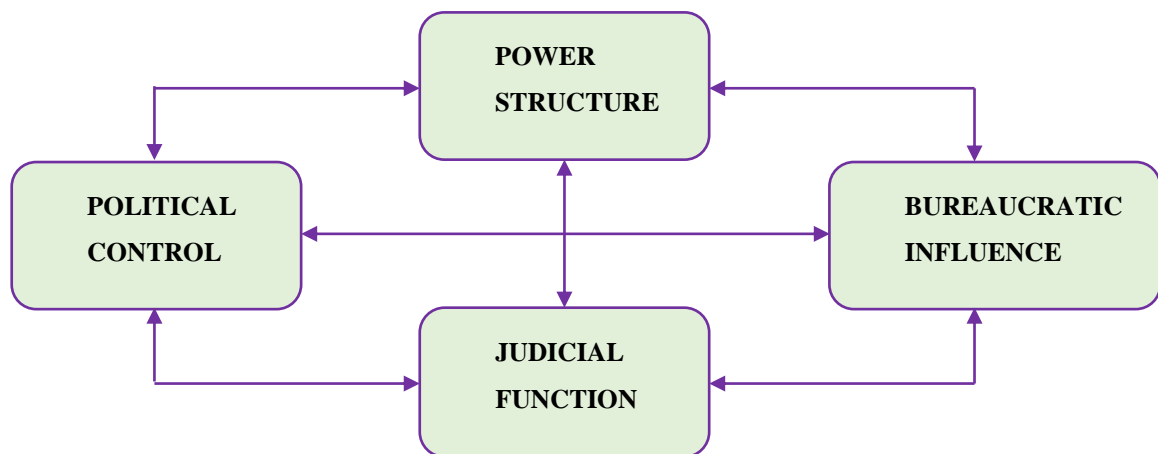 POWER
STRUCTURE
POLITICAL
CONTROL
BUREAUCRATIC
INFLUENCE
JUDICIAL
FUNCTION